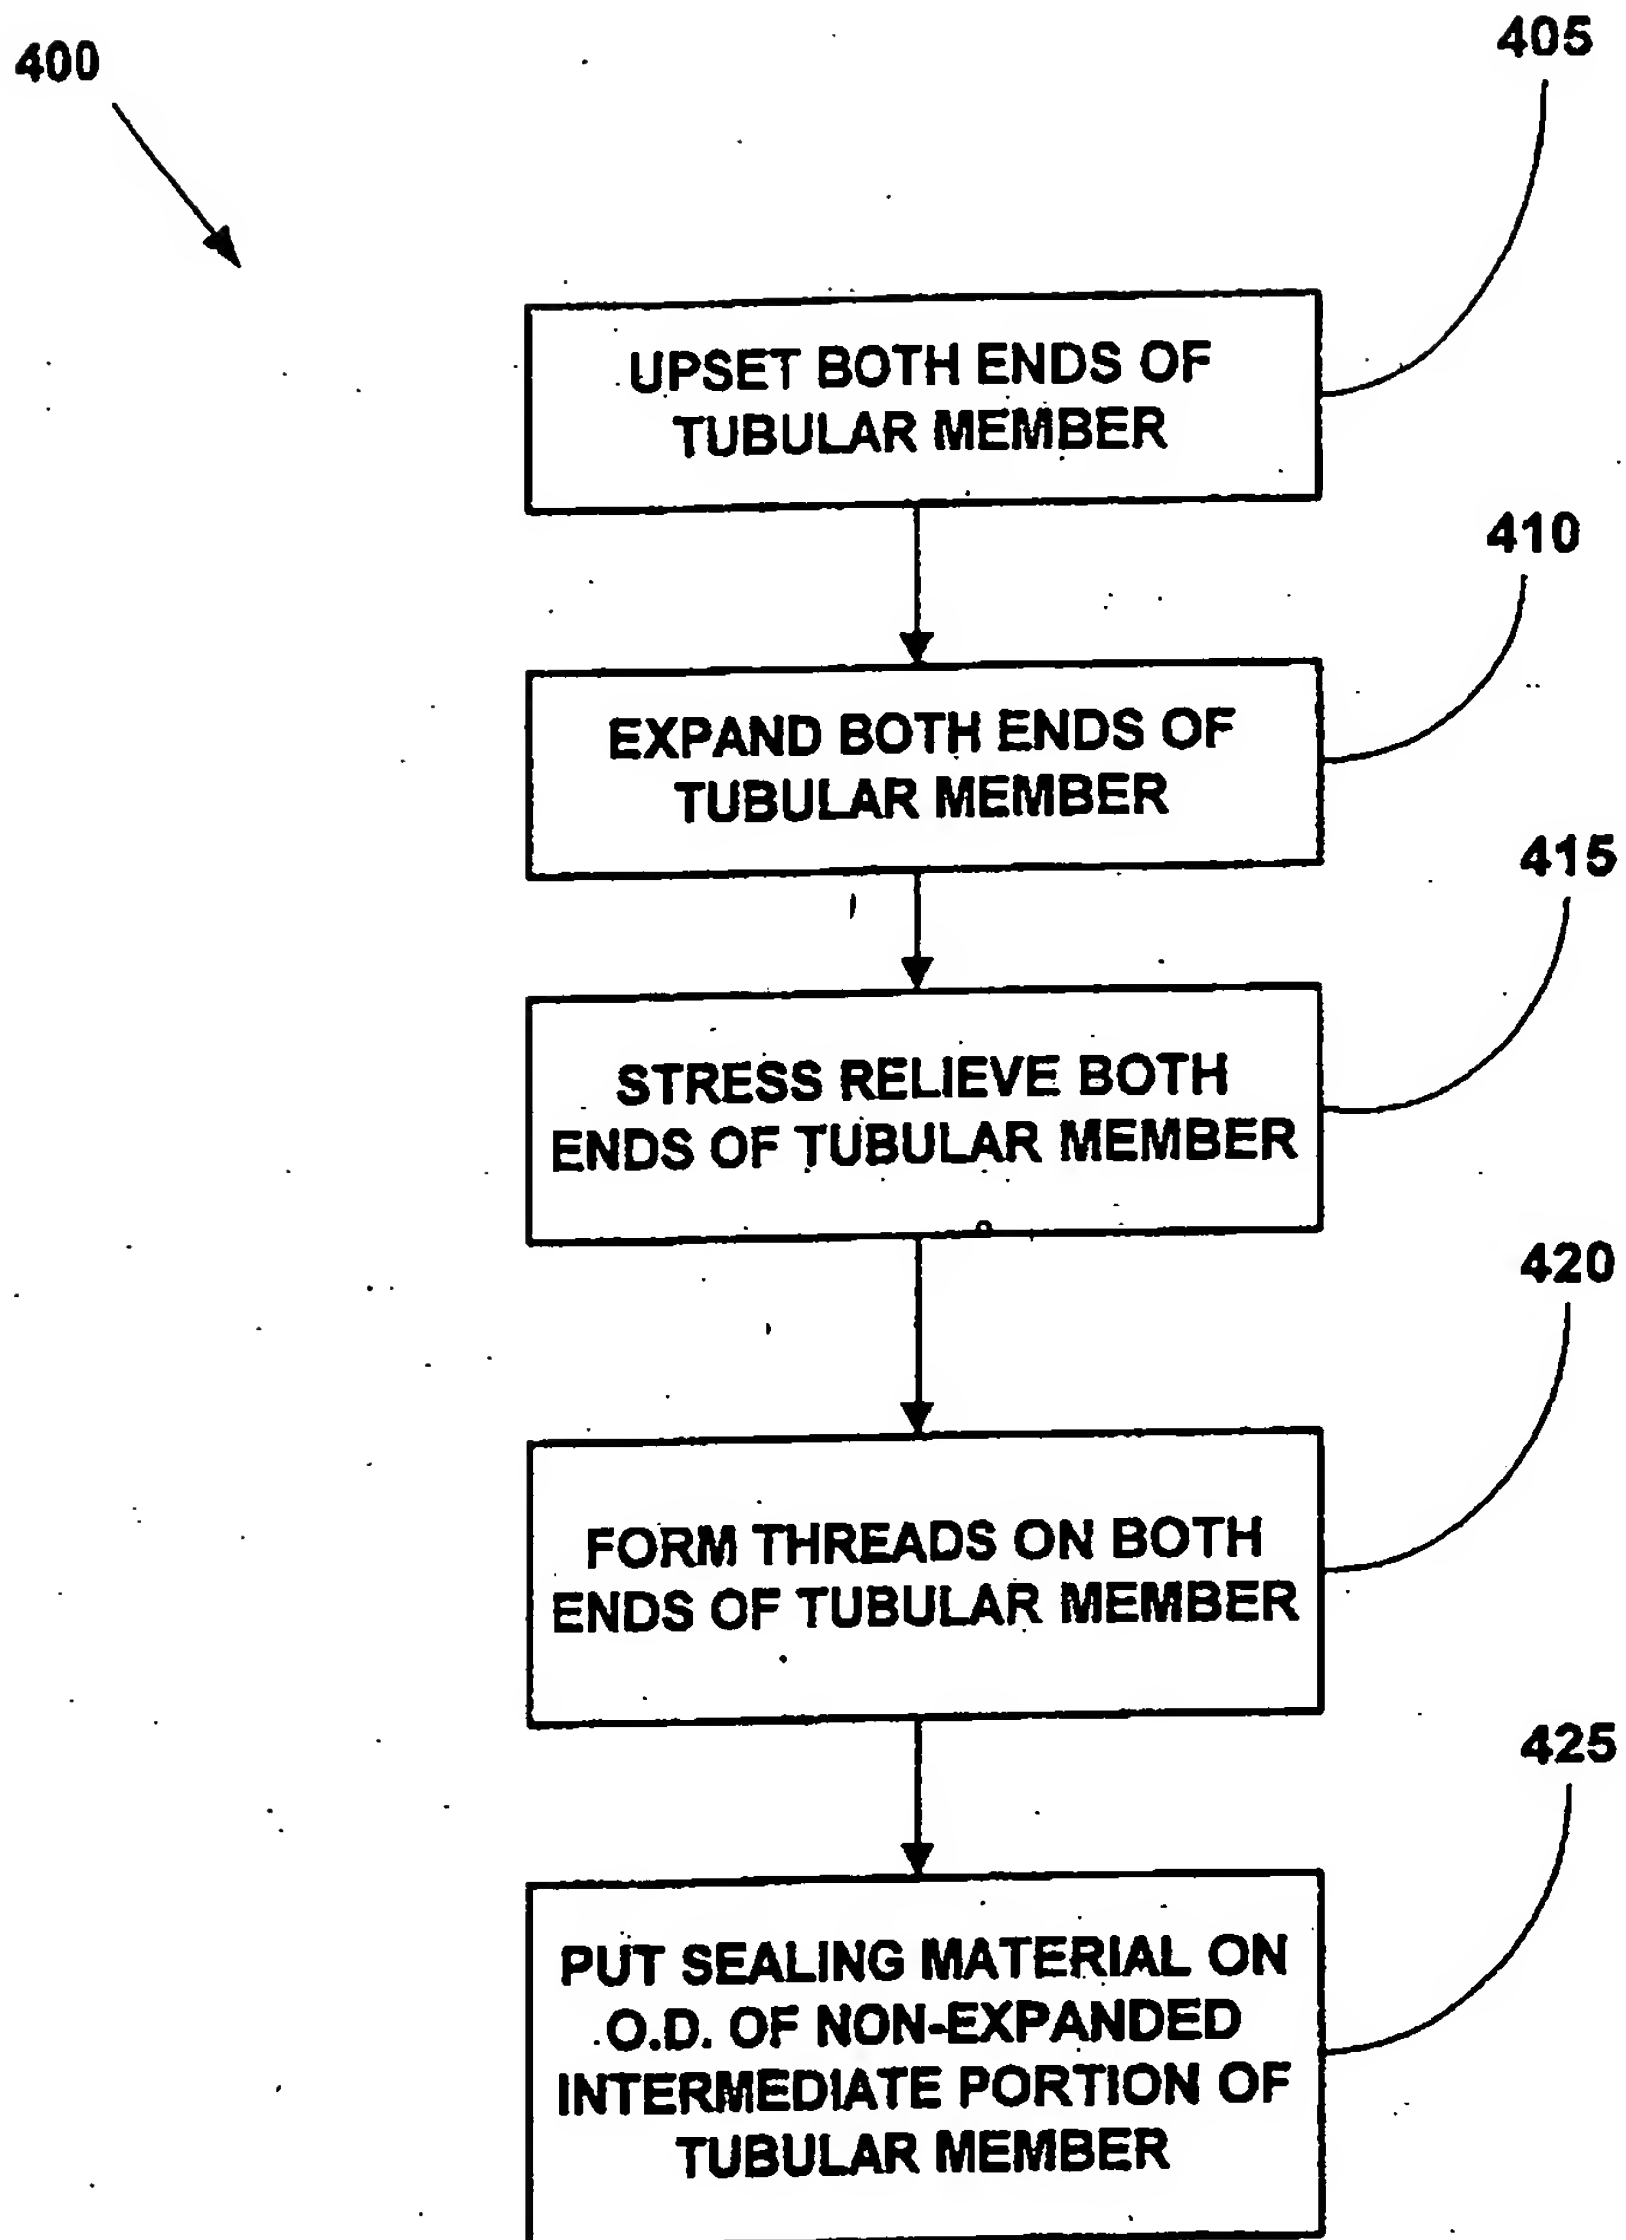 400
405
UPSET BOTH ENDS OF
TUBULAR MEMBER
410
EXPAND BOTH ENDS OF
TUBULAR MEMBER
415
STRESS RELIEVE BOTH
ENDS OF TUBULAR MEMBER
420
FORM THREADS ON BOTH
ENDS OF TUBULAR MEMBER
425
PUT SEALING MATERIAL ON
O.D. OF NON-EXPANDED
INTERMEDIATE PORTION OF
TUBULAR MEMBER